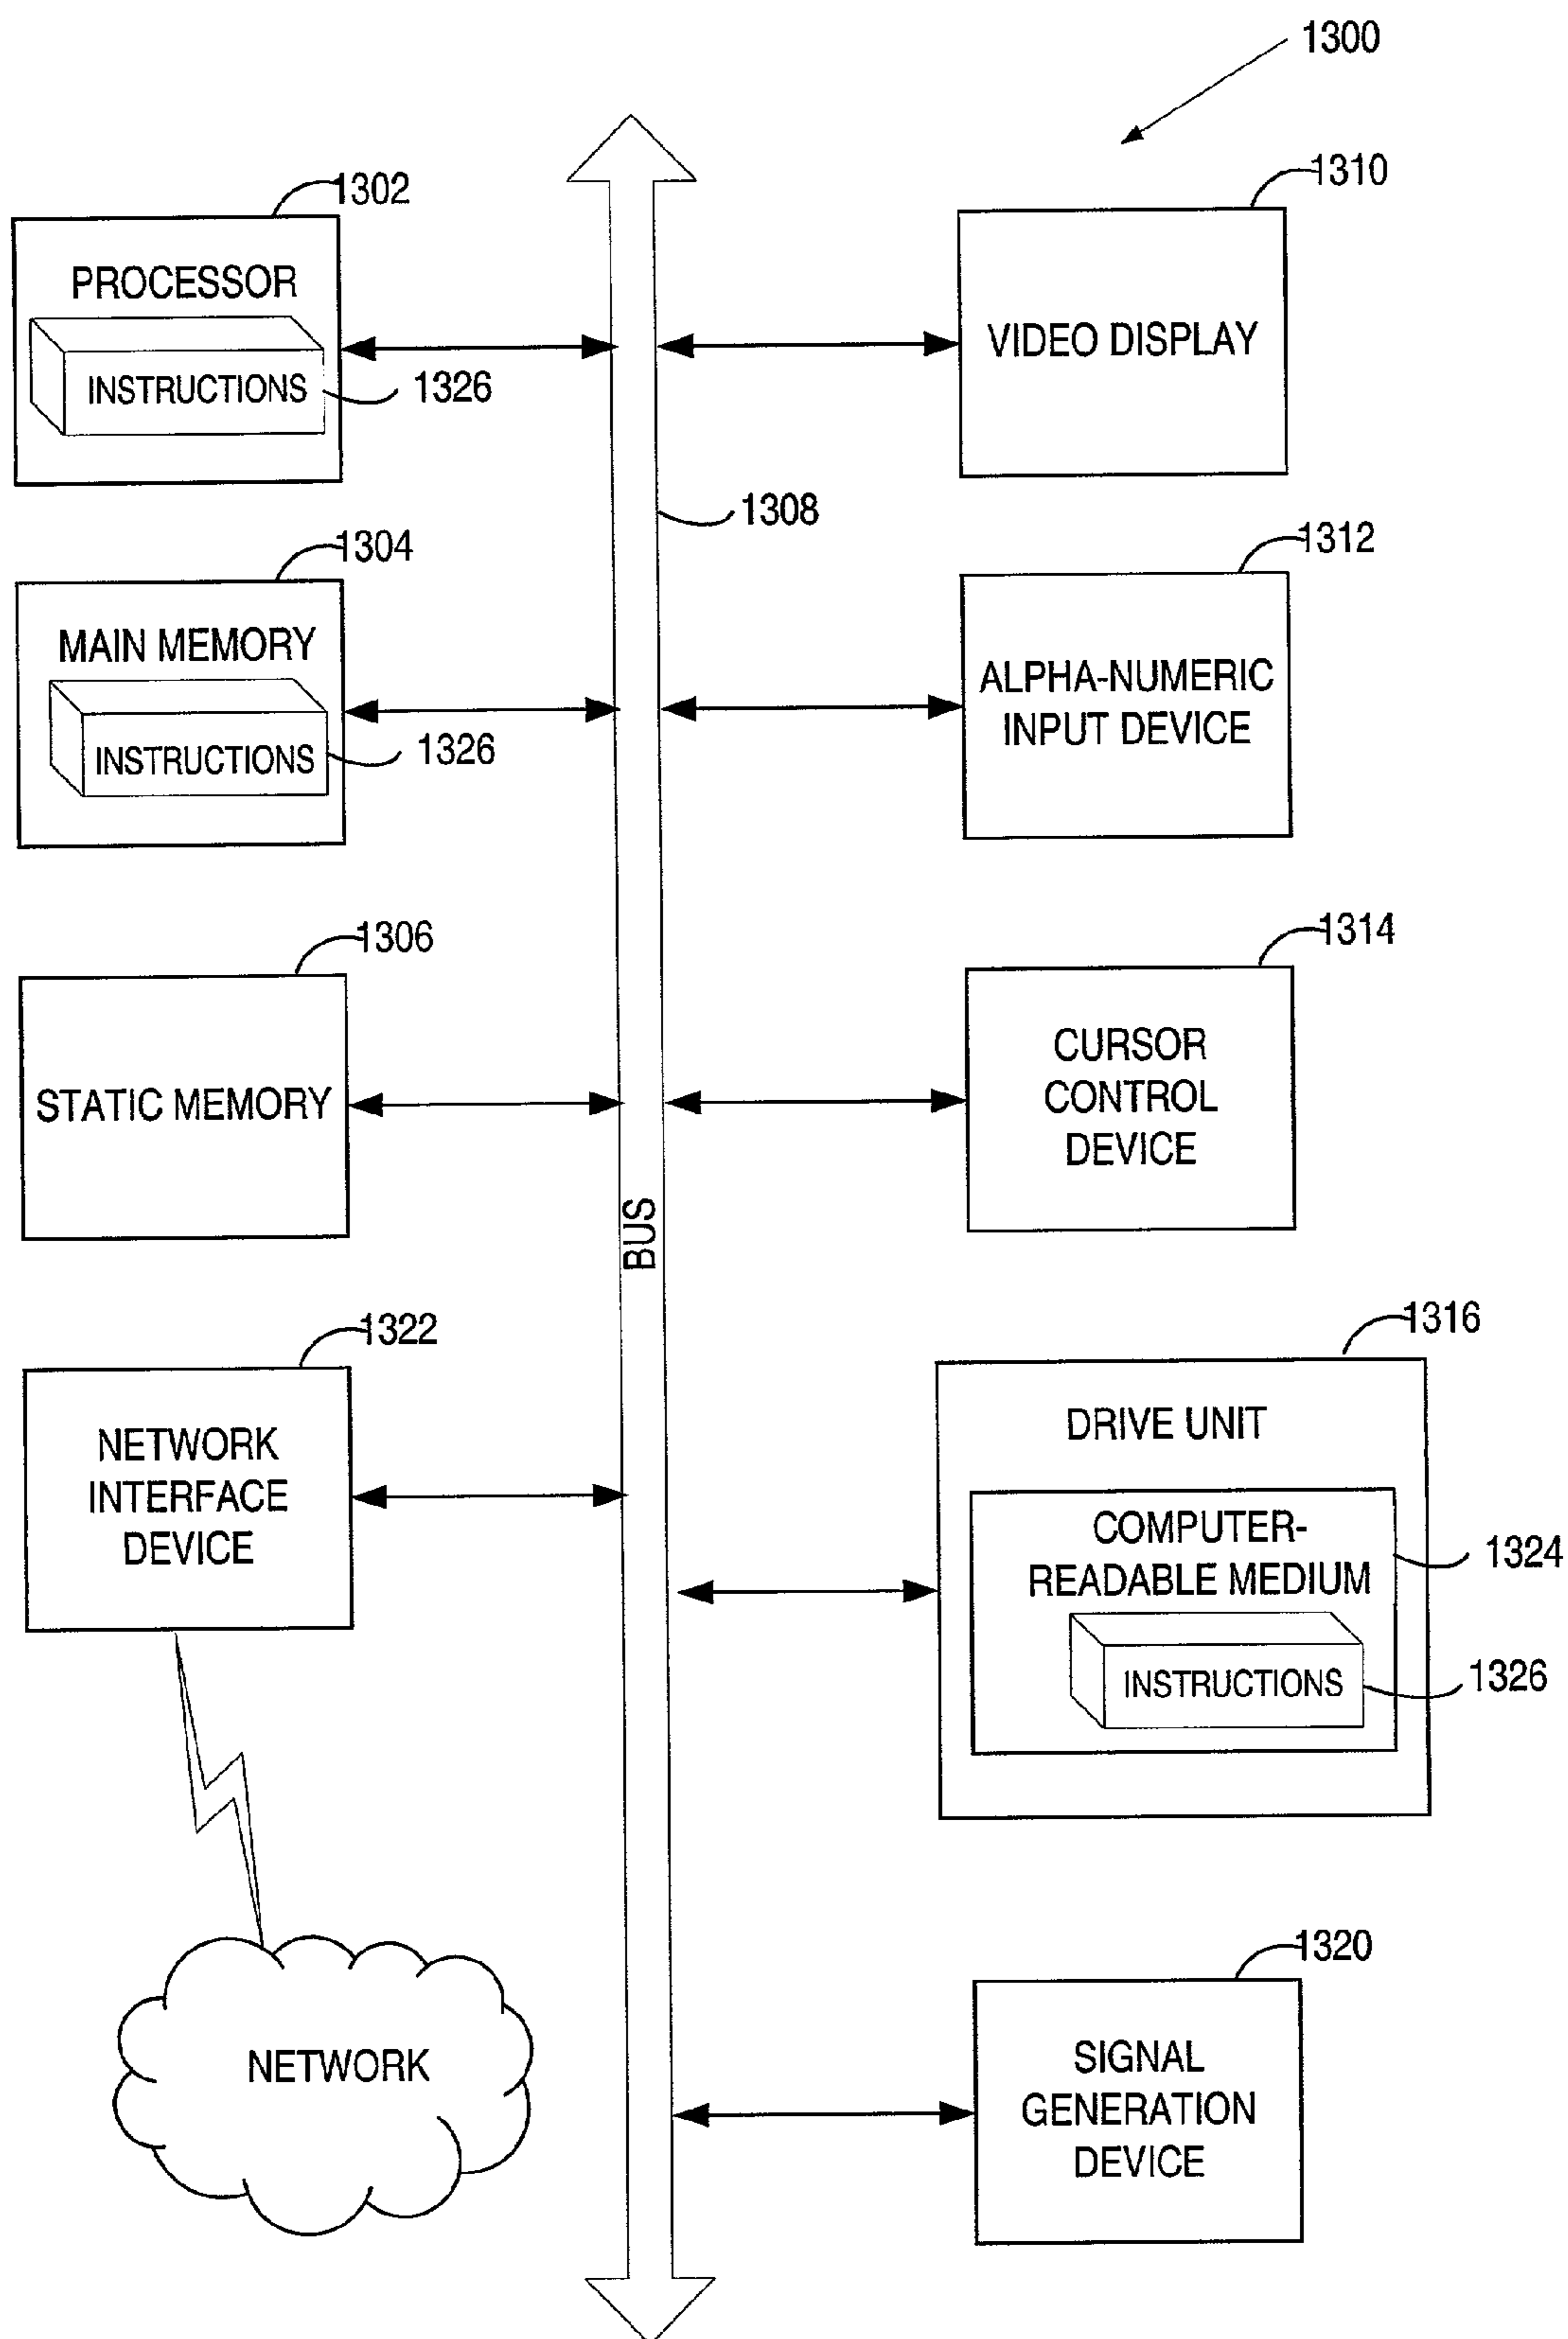 1300
1302
PROCESSOR
INSTRUCTIONS
1326
1304
MAIN MEMORY
INSTRUCTIONS
1326
1306
STATIC MEMORY
1322
NETWORK
INTERFACE
DEVICE
NETWORK
1308
BUS
1310
VIDEO DISPLAY
1312
ALPHA-NUMERIC
INPUT DEVICE
1314
CURSOR
CONTROL
DEVICE
1316
DRIVE UNIT
COMPUTER-
READABLE MEDIUM
1324
INSTRUCTIONS
1326
1320
SIGNAL
GENERATION
DEVICE